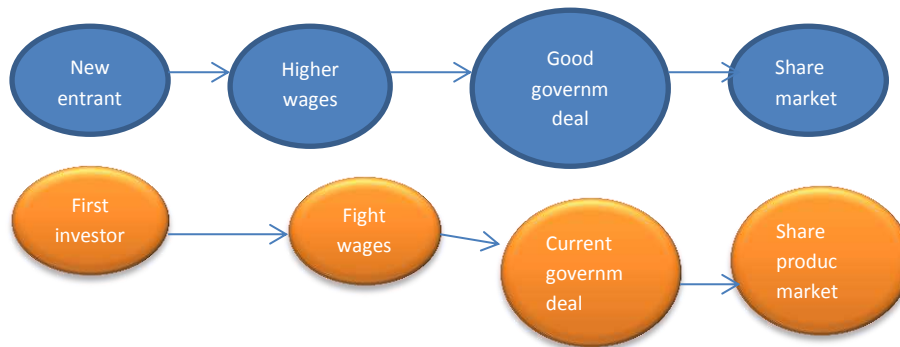 New
entrant
Higher
wages
Good
governm
deal
Share
market
First
investor
Fight
wages
Current
governm
deal
Share
produc
market